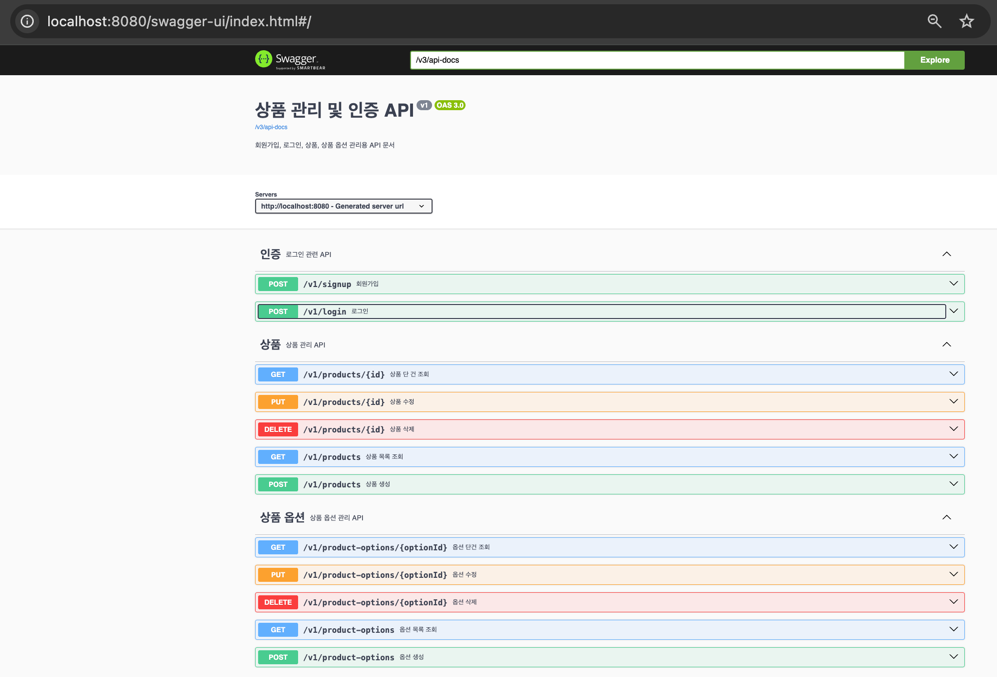 localhost:8080/swagger-ui/index.html#/
Swagger.
Supported by SMARTBEAR
/v3/api-docs
Explore
상품 관리 및 인증 API v1 OAS 3.0
/v3/api-docs
회원가입, 로그인, 상품, 상품 옵션 관리용 API 문서
Servers
http://localhost:8080 - Generated server url
인증 로그인 관련 API
POST /v1/signup 회원가입
POST /v1/login 로그인
상품 상품 관리 API
GET /v1/products/{id} 상품 단 건 조회
PUT /v1/products/{id} 상품 수정
DELETE /v1/products/{id} 상품 삭제
GET /v1/products 상품 목록 조회
POST /v1/products 상품 생성
상품 옵션 상품 옵션 관리 API
GET /v1/product-options/{optionId} 옵션 단건 조회
PUT /v1/product-options/{optionId} 옵션 수정
DELETE /v1/product-options/{optionId} 옵션 삭제
GET /v1/product-options 옵션 목록 조회
POST /v1/product-options 옵션 생성